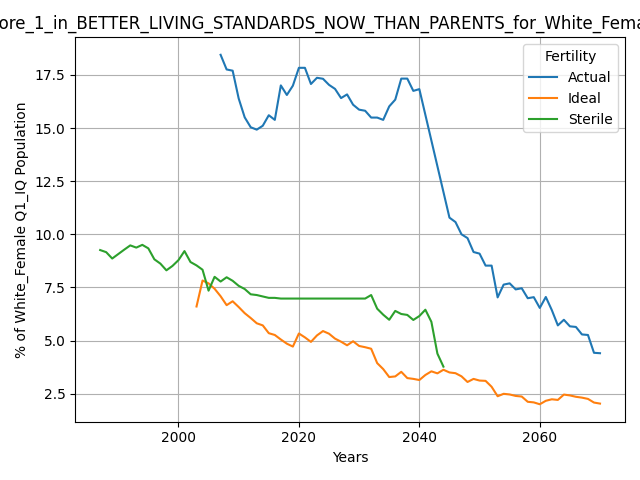 ore_1_in_BETTER_LIVING_STANDARDS_NOW_THAN_PARENTS_for_White_Fema
Fertility
Actual
Ideal
Sterile
% of White_Female Q1_IQ Population
17.5
15.0
12.5
10.0
7.5
5.0
2.5
2000
2020
2040
2060
Years